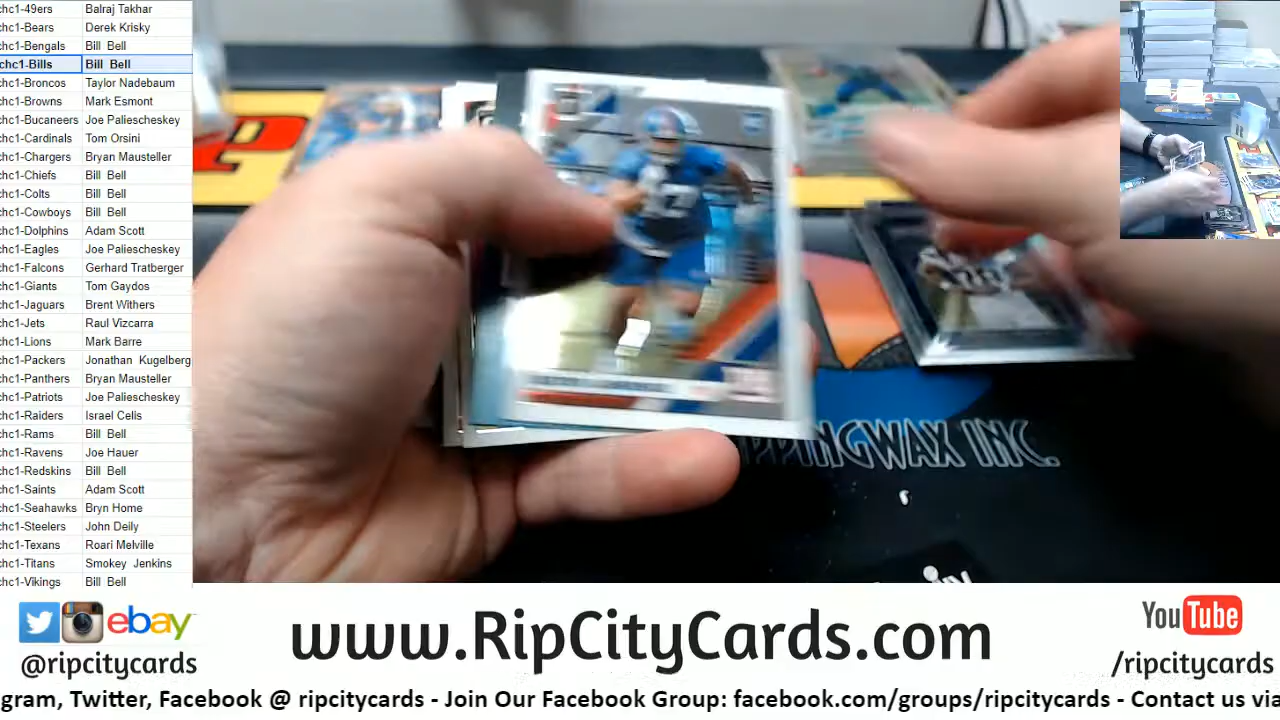 chc1-49ers Balraj Takhar
chc1-Bears Derek Krisky
chc1-Bengals Bill Bell
chc1-Bills Bill Bell
chc1-Broncos Taylor Nadebaum
chc1-Browns Mark Esmont
chc1-Bucaneers Joe Paliescheskey
chc1-Cardinals Tom Orsini
chc1-Chargers Bryan Mausteller
chc1-Chiefs Bill Bell
chc1-Colts Bill Bell
chc1-Cowboys Bill Bell
chc1-Dolphins Adam Scott
chc1-Eagles Joe Paliescheskey
chc1-Falcons Gerhard Tratberger
chc1-Giants Tom Gaydos
chc1-Jaguars Brent Withers
chc1-Jets Raul Vizcarra
chc1-Lions Mark Barre
chc1-Packers Jonathan Kugelberg
chc1-Panthers Bryan Mausteller
chc1-Patriots Joe Paliescheskey
chc1-Raiders Israel Celis
chc1-Rams Bill Bell
chc1-Ravens Joe Hauer
chc1-Redskins Bill Bell
chc1-Saints Adam Scott
chc1-Seahawks Bryn Home
chc1-Steelers John Deily
chc1-Texans Roari Melville
chc1-Titans Smokey Jenkins
chc1-Vikings Bill Bell
PPINGWAX INC.
ebay
@ripcitycards
www.RipCityCards.com
YouTube
/ripcitycards
gram, Twitter, Facebook @ ripcitycards - Join Our Facebook Group: facebook.com/groups/ripcitycards - Contact us via